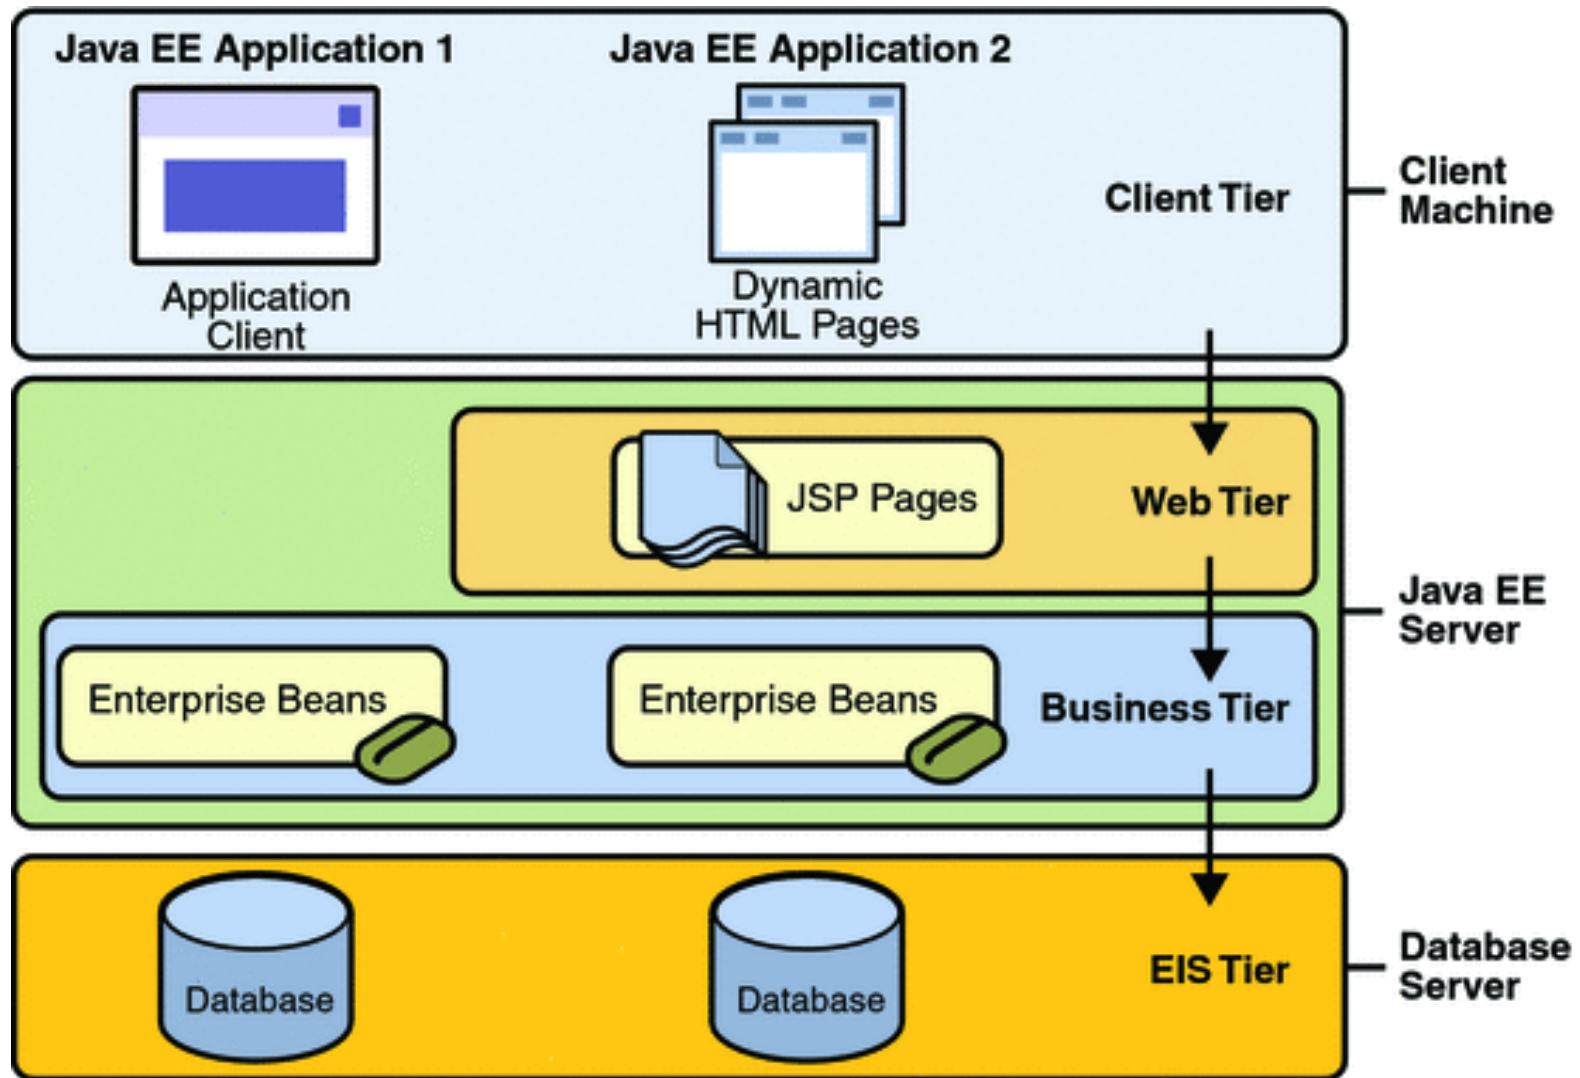 Java EE Application 1
Java EE Application 2
Application
Client
Dynamic
HTML Pages
Client Tier
Client
Machine
JSP Pages
Web Tier
Java EE
Server
Enterprise Beans
Enterprise Beans
Business Tier
Database
Database
EIS Tier
Database
Server